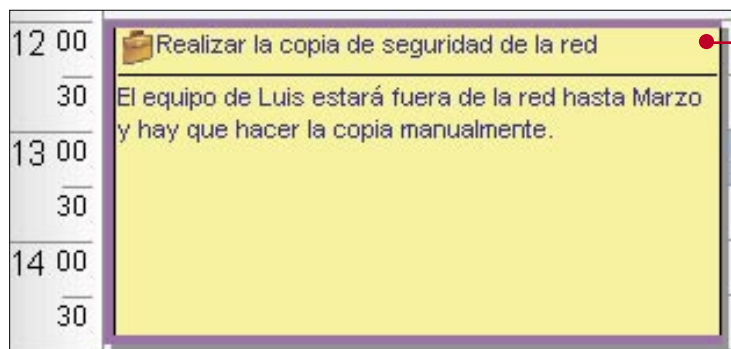 12 00
Realizar la copia de seguridad de la red
30
El equipo de Luis estará fuera de la red hasta Marzo
y hay que hacer la copia manualmente.
13 00
30
14 00
30